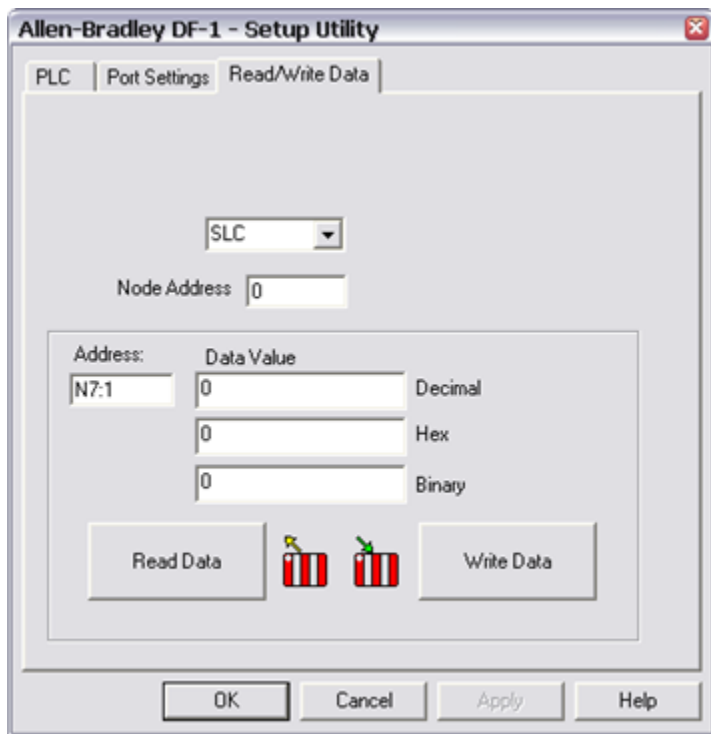 Allen-Bradley DF-1 - Setup Utility
PLC Port Settings Read/Write Data
SLC
Node Address 0
Address: Data Value
N7:1 0 Decimal
0 Hex
0 Binary
Read Data Write Data
OK Cancel Apply Help